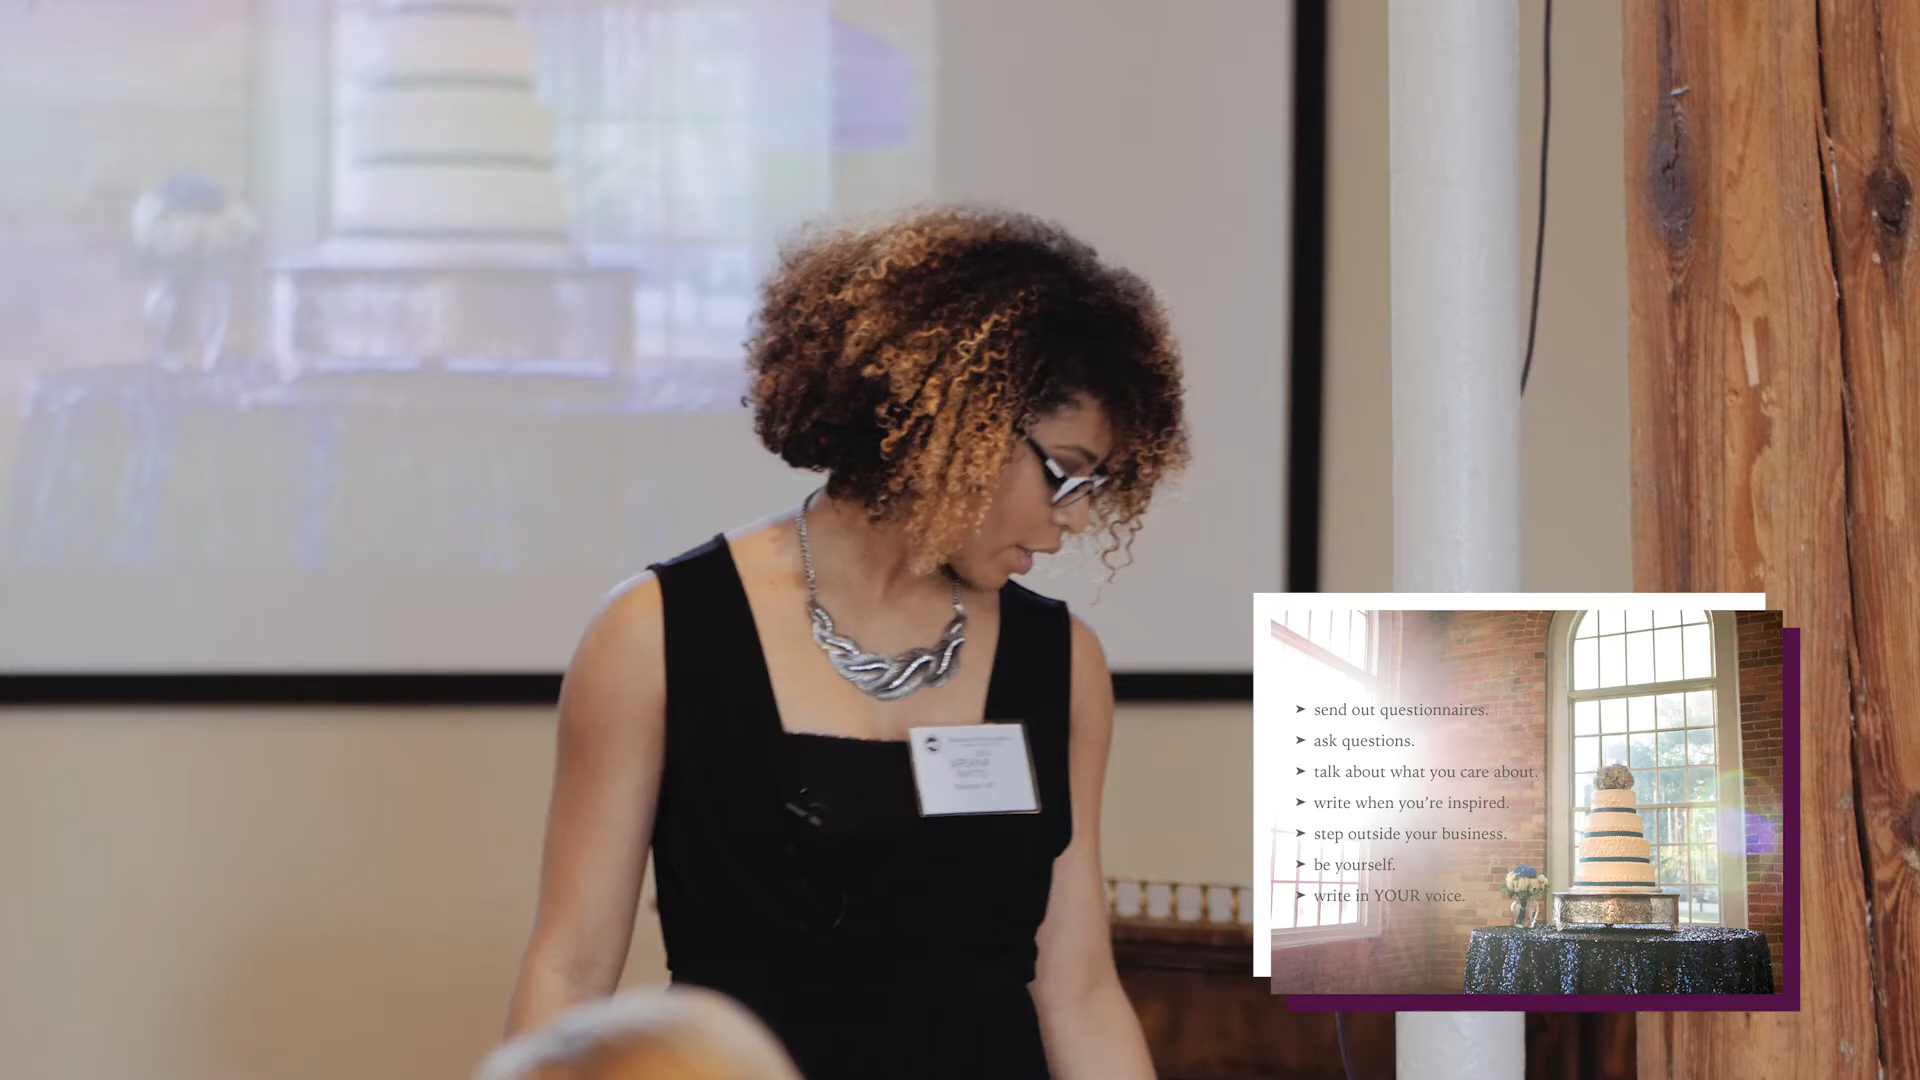 ARIANA
➤ send out questionnaires.
➤ ask questions.
➤ talk about what you care about.
➤ write when you're inspired.
➤ step outside your business.
➤ be yourself.
➤ write in YOUR voice.